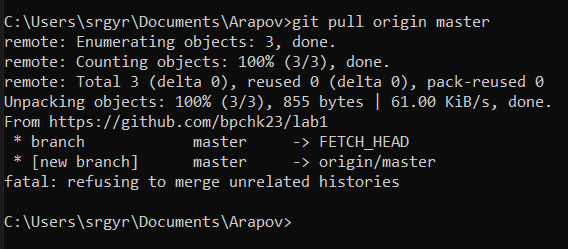 C:\Users\srgyr\Documents\Arapov>git pull origin master
remote: Enumerating objects: 3, done.
remote: Counting objects: 100% (3/3), done.
remote: Total 3 (delta 0), reused 0 (delta 0), pack-reused 0
Unpacking objects: 100% (3/3), 855 bytes | 61.00 KiB/s, done.
From https://github.com/bpchk23/lab1
 * branch            master     -> FETCH_HEAD
 * [new branch]      master     -> origin/master
fatal: refusing to merge unrelated histories
C:\Users\srgyr\Documents\Arapov>